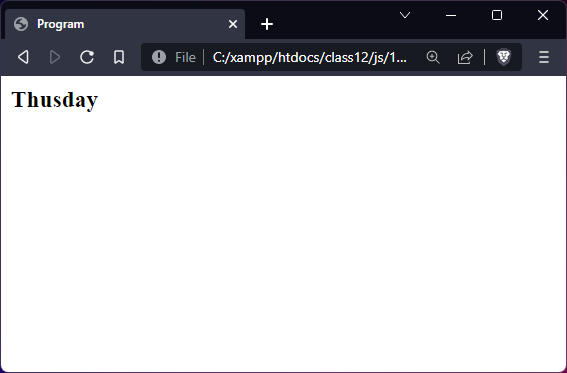 Program
File
C:/xampp/htdocs/class12/js/1...
Thusday